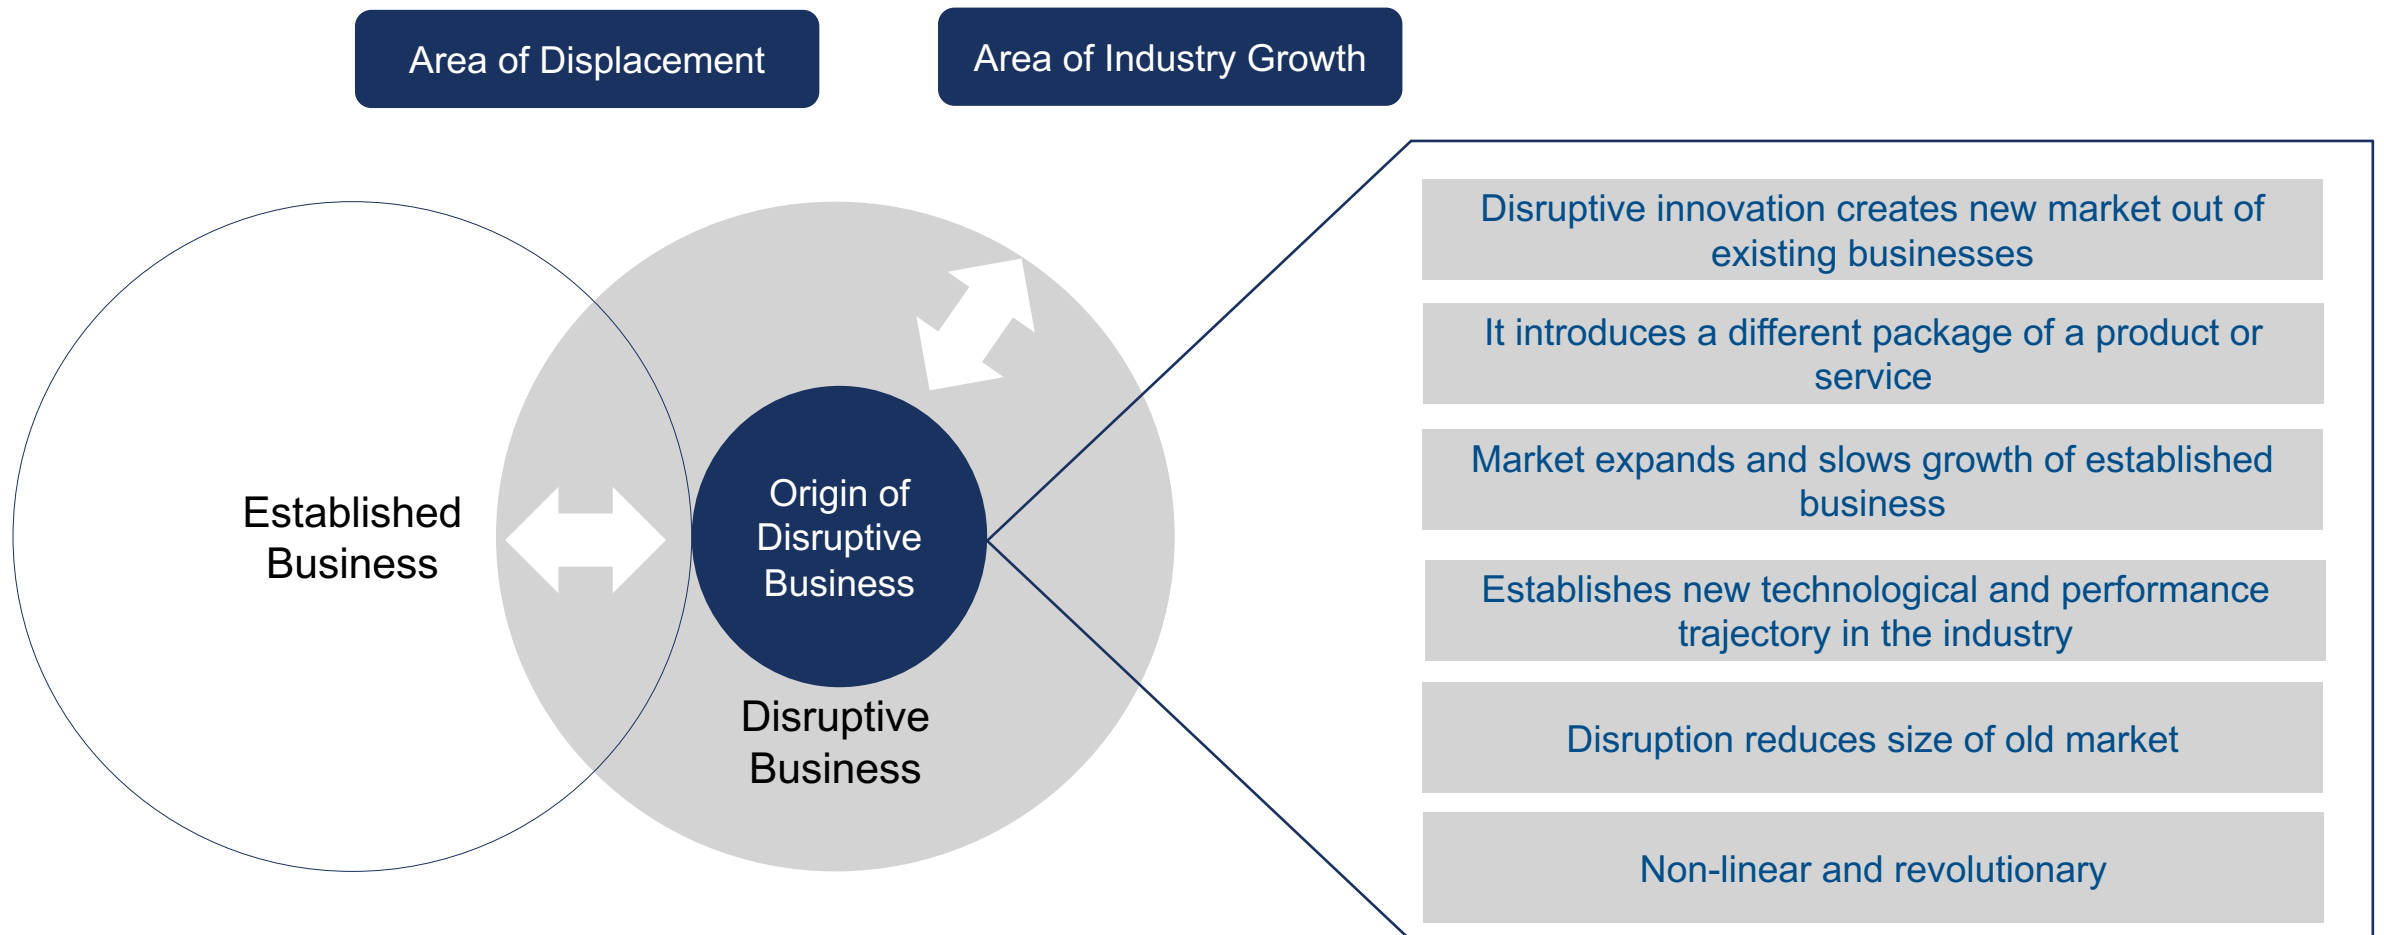 Area of Displacement
Area of Industry Growth
Established
Business
Origin of
Disruptive
Business
Disruptive
Business
Disruptive innovation creates new market out of
existing businesses
It introduces a different package of a product or
service
Market expands and slows growth of established
business
Establishes new technological and performance
trajectory in the industry
Disruption reduces size of old market
Non-linear and revolutionary